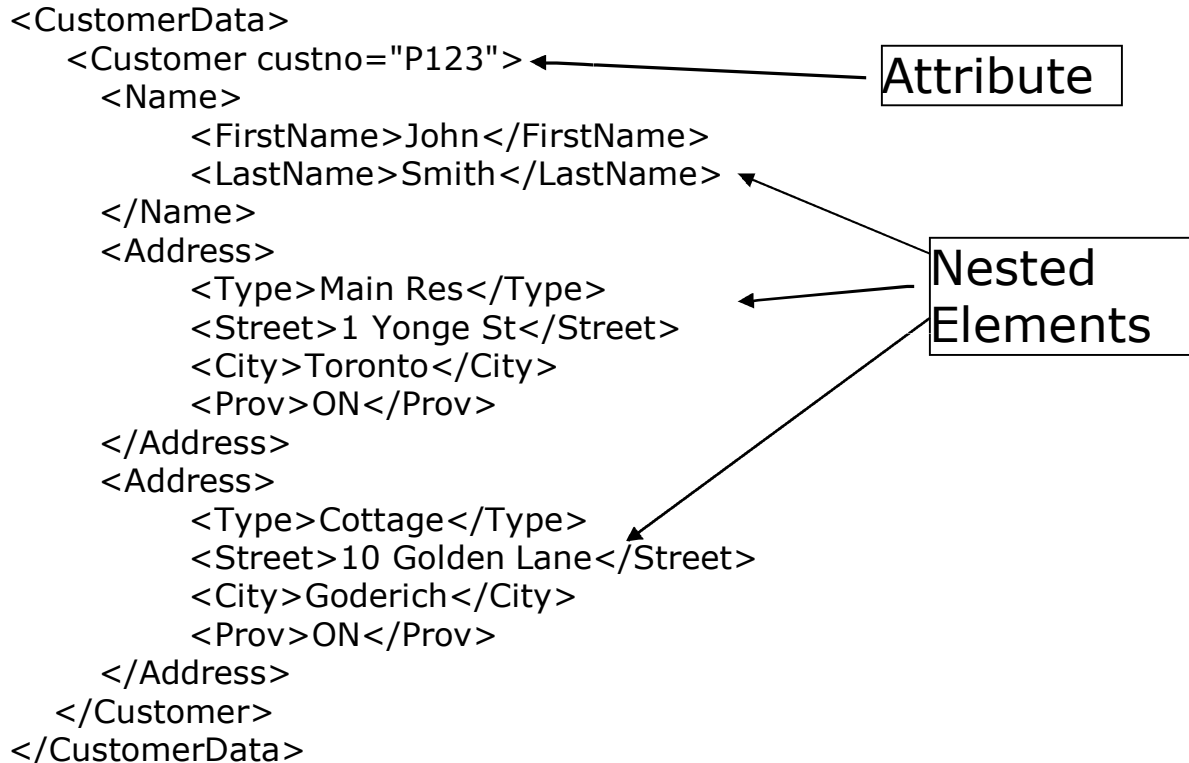 <CustomerData>
<Customer custno="P123">
Attribute
<Name>
<FirstName>John</FirstName>
<LastName>Smith</LastName>
</Name>
<Address>
<Type>Main Res</Type>
<Street>1 Yonge St</Street>
<City>Toronto</City>
<Prov>ON</Prov>
</Address>
Nested
Elements
<Address>
<Type>Cottage</Type>
<Street>10 Golden Lane</Street>
<City>Goderich</City>
<Prov>ON</Prov>
</Address>
</Customer>
</CustomerData>